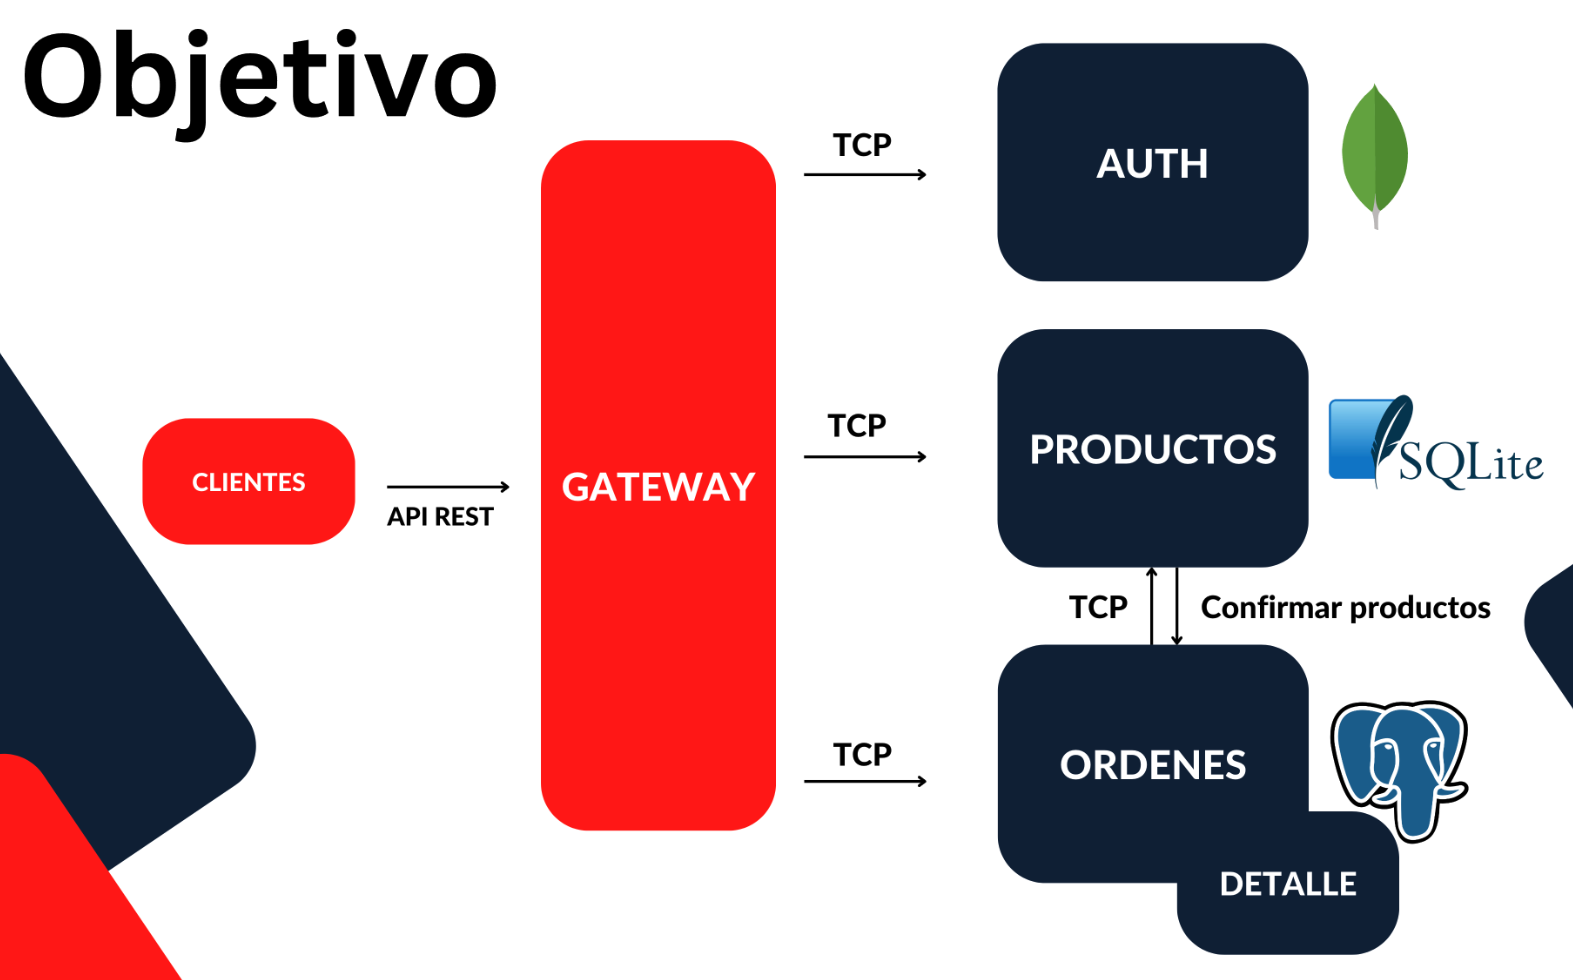 Objetivo
CLIENTES
API REST
GATEWAY
TCP
AUTH
TCP
PRODUCTOS
SQLite
TCP
Confirmar productos
TCP
ORDENES
DETALLE